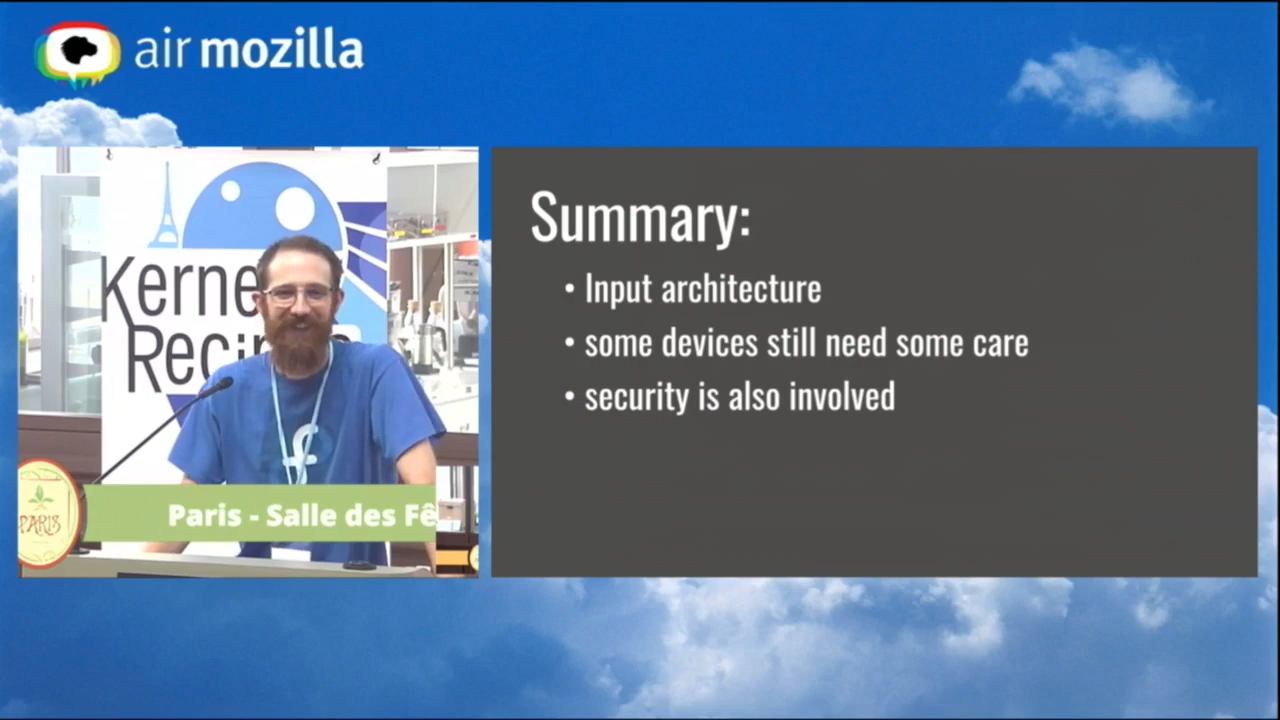 air mozilla
Kerne
Reci
PARIS
Paris - Salle des Fê
Summary:
• Input architecture
• some devices still need some care
• security is also involved